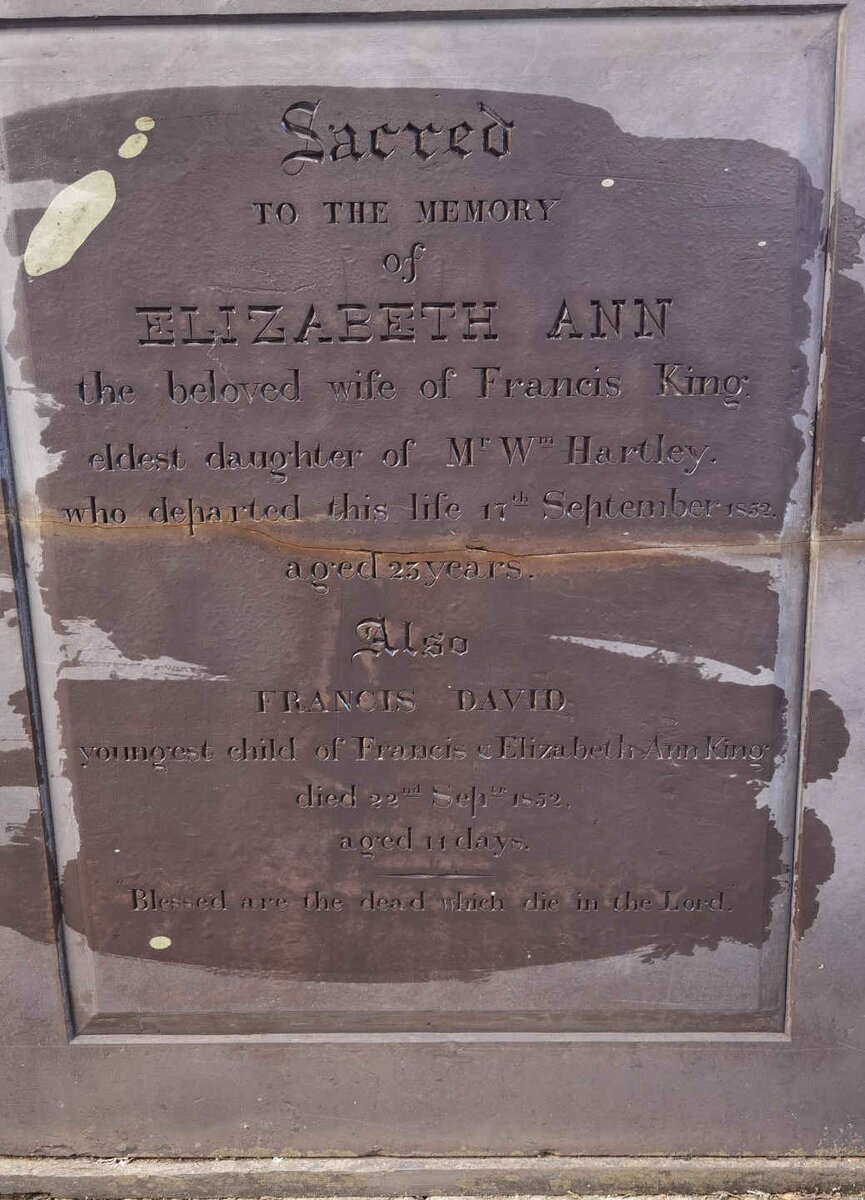 Sacred
TO THE MEMORY
of
ELIZABETH ANN
the beloved wife of Francis King.
eldest daughter of Mr Wm Hartley.
who departed this life 17th September 1852.
aged 23 years.
Also
FRANCIS DAVID
youngest child of Francis & Elizabeth Ann King
died 22nd Septr 1852.
aged 11 days.
"Blessed are the dead which die in the Lord."